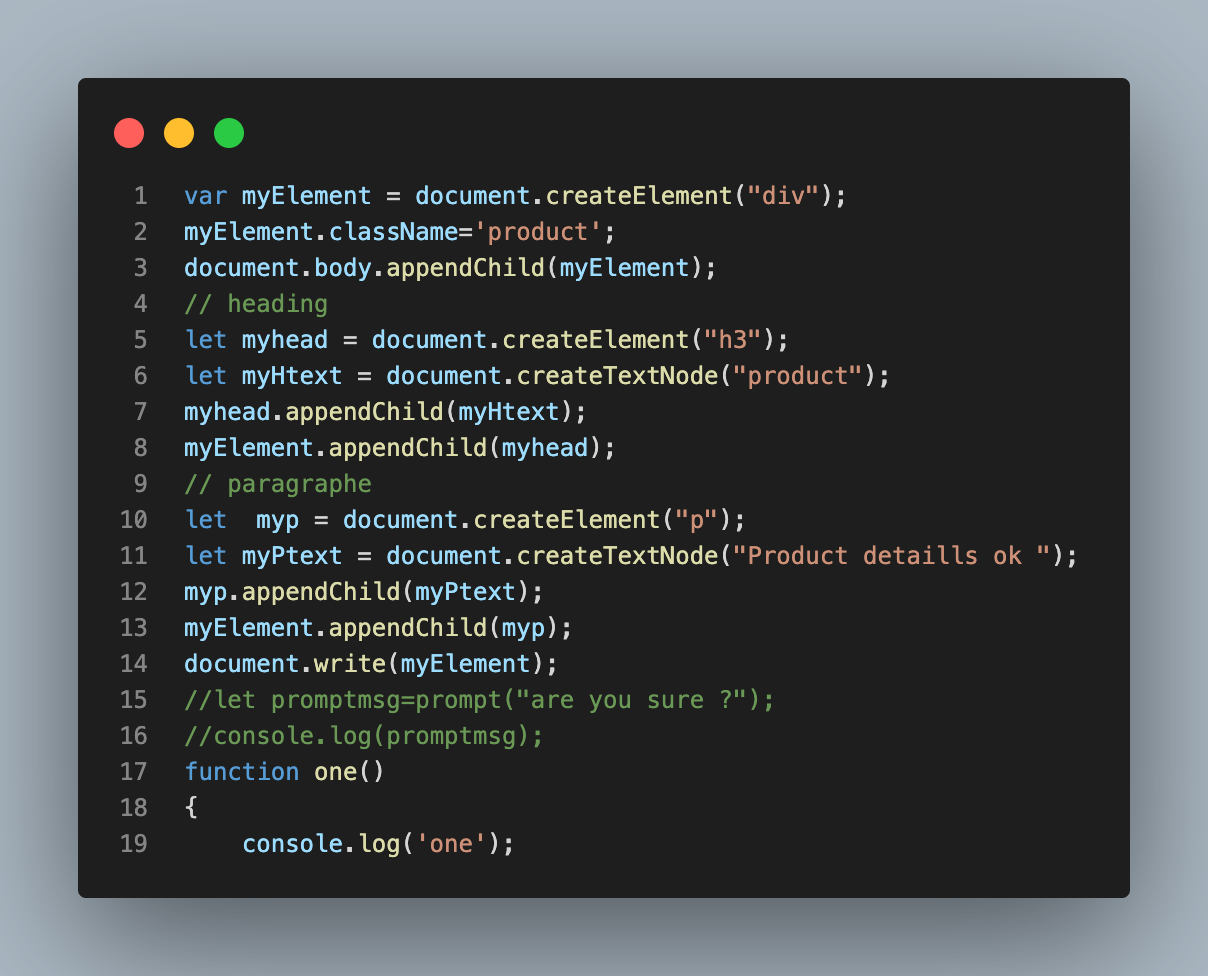 1 var myElement = document.createElement("div");
2 myElement.className='product';
3 document.body.appendChild(myElement);
4 // heading
5 let myhead = document.createElement("h3");
6 let myHtext = document.createTextNode("product");
7 myhead.appendChild(myHtext);
8 myElement.appendChild(myhead);
9 // paragraphe
10 let  myp = document.createElement("p");
11 let myPtext = document.createTextNode("Product detaills ok ");
12 myp.appendChild(myPtext);
13 myElement.appendChild(myp);
14 document.write(myElement);
15 //let promptmsg=prompt("are you sure ?");
16 //console.log(promptmsg);
17 function one()
18 {
19     console.log('one');